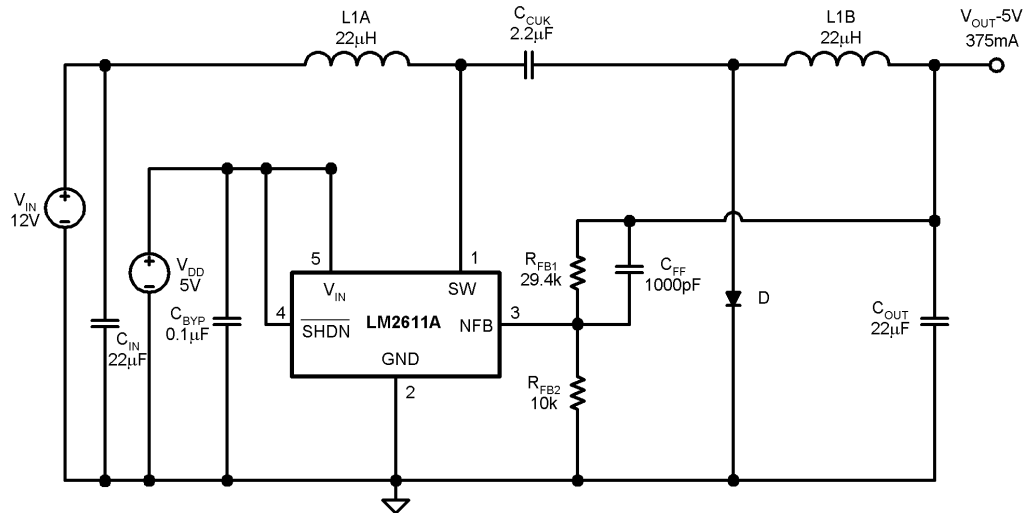 L1A
22µH
CCUK
2.2µF
L1B
22µH
VOUT-5V
375mA
VIN
12V
+
-
VDD
5V
+
-
CIN
22µF
CBYP
0.1µF
5
VIN
1
SW
4
SHDN
LM2611A
NFB
3
GND
2
RFB1
29.4k
CFF
1000pF
RFB2
10k
D
COUT
22µF